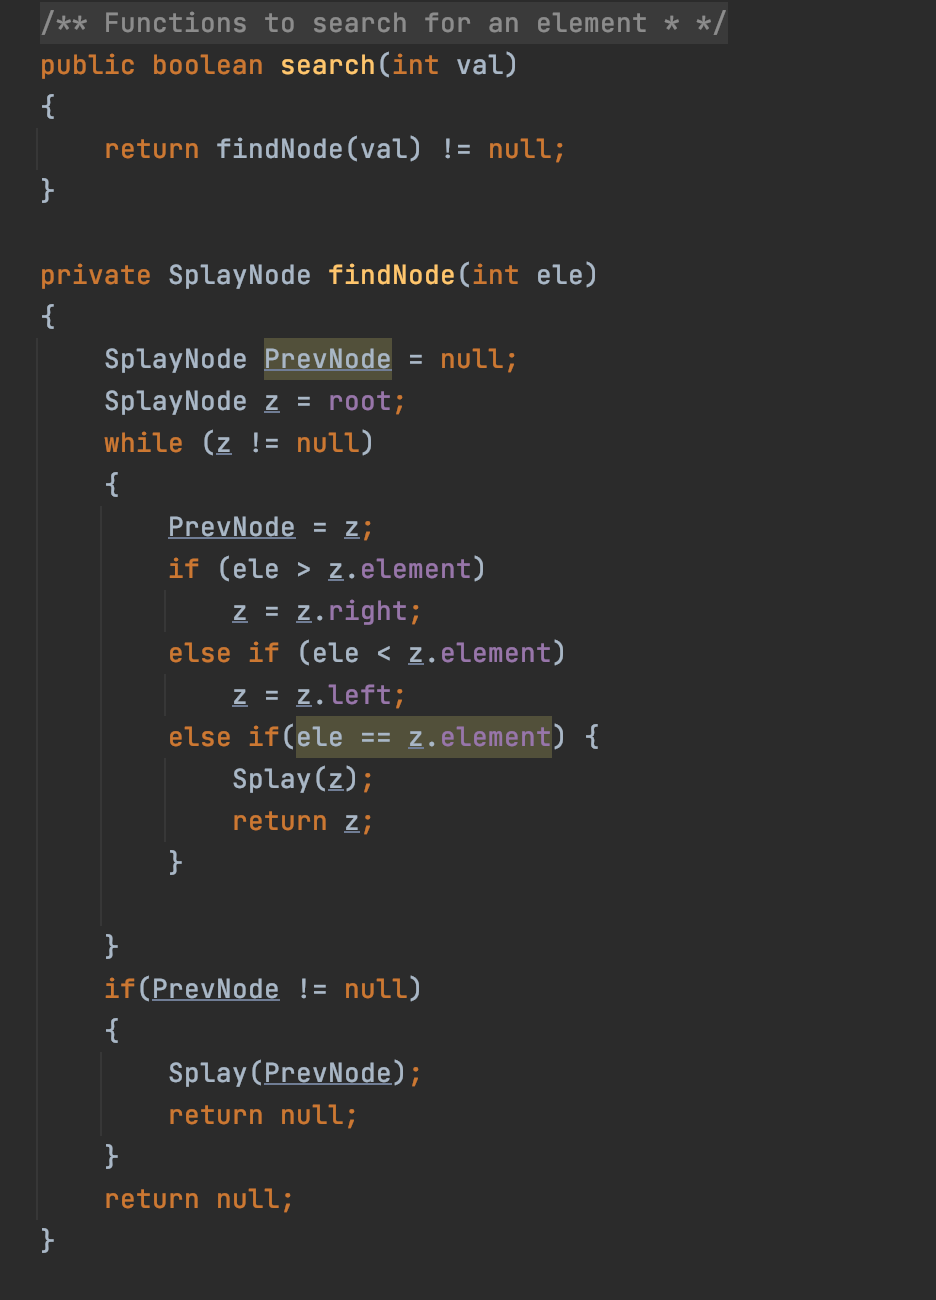 /** Functions to search for an element * */
public boolean search(int val)
{
    return findNode(val) != null;
}

private SplayNode findNode(int ele)
{
    SplayNode PrevNode = null;
    SplayNode z = root;
    while (z != null)
    {
        PrevNode = z;
        if (ele > z.element)
            z = z.right;
        else if (ele < z.element)
            z = z.left;
        else if(ele == z.element) {
            Splay(z);
            return z;
        }

    }
    if(PrevNode != null)
    {
        Splay(PrevNode);
        return null;
    }
    return null;
}